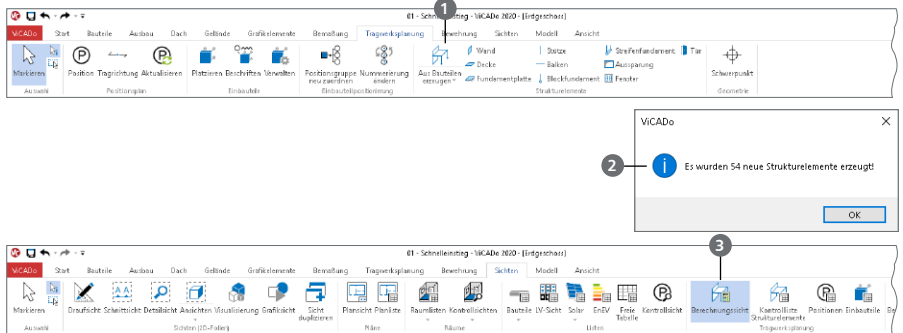 1
01 - Schnelleinstieg - ViCADo 2020 - [Erdgeschoss]
ViCADo Start Bauteile Ausbau Dach Gelände Grafikelemente Bemaßung Tragwerksplanung Bewehrung Sichten Modell Ansicht
Markieren Position Tragrichtung Aktualisieren Platzieren Beschriften Verwalten Positionsgruppe neu zuordnen Nummerierung ändern Aus Bauteilen erzeugen Wand Decke Fundamentplatte Stütze Balken Blockfundament Streifenfundament Aussparung Fenster Tür Schwerpunkt
Auswahl Positionsplan Einbauteile Einbauteilpositionierung Strukturelemente Geometrie
ViCADo
2
Es wurden 54 neue Strukturelemente erzeugt!
OK
3
01 - Schnelleinstieg - ViCADo 2020 - [Erdgeschoss]
ViCADo Start Bauteile Ausbau Dach Gelände Grafikelemente Bemaßung Tragwerksplanung Bewehrung Sichten Modell Ansicht
Markieren Draufsicht Schnittsicht Detailsicht Ansichten Visualisierung Grafiksicht Sicht duplizieren Plansicht Planliste Raumlisten Kontrollsichten Bauteile LV-Sicht Solar EnEV Freie Tabelle Kontrollsicht Berechnungssicht Kontrollliste Strukturelemente Positionen Einbauteile
Auswahl Sichten (2D-Folien) Pläne Räume Listen Tragwerksplanung